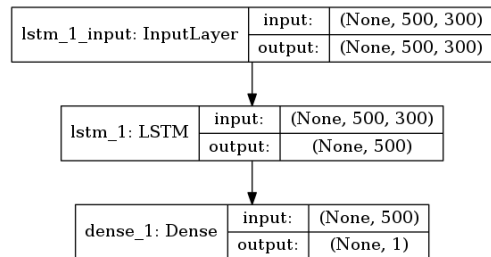 lstm_1_input: InputLayer input: (None, 500, 300)
output: (None, 500, 300)
lstm_1: LSTM input: (None, 500, 300)
output: (None, 500)
dense_1: Dense input: (None, 500)
output: (None, 1)